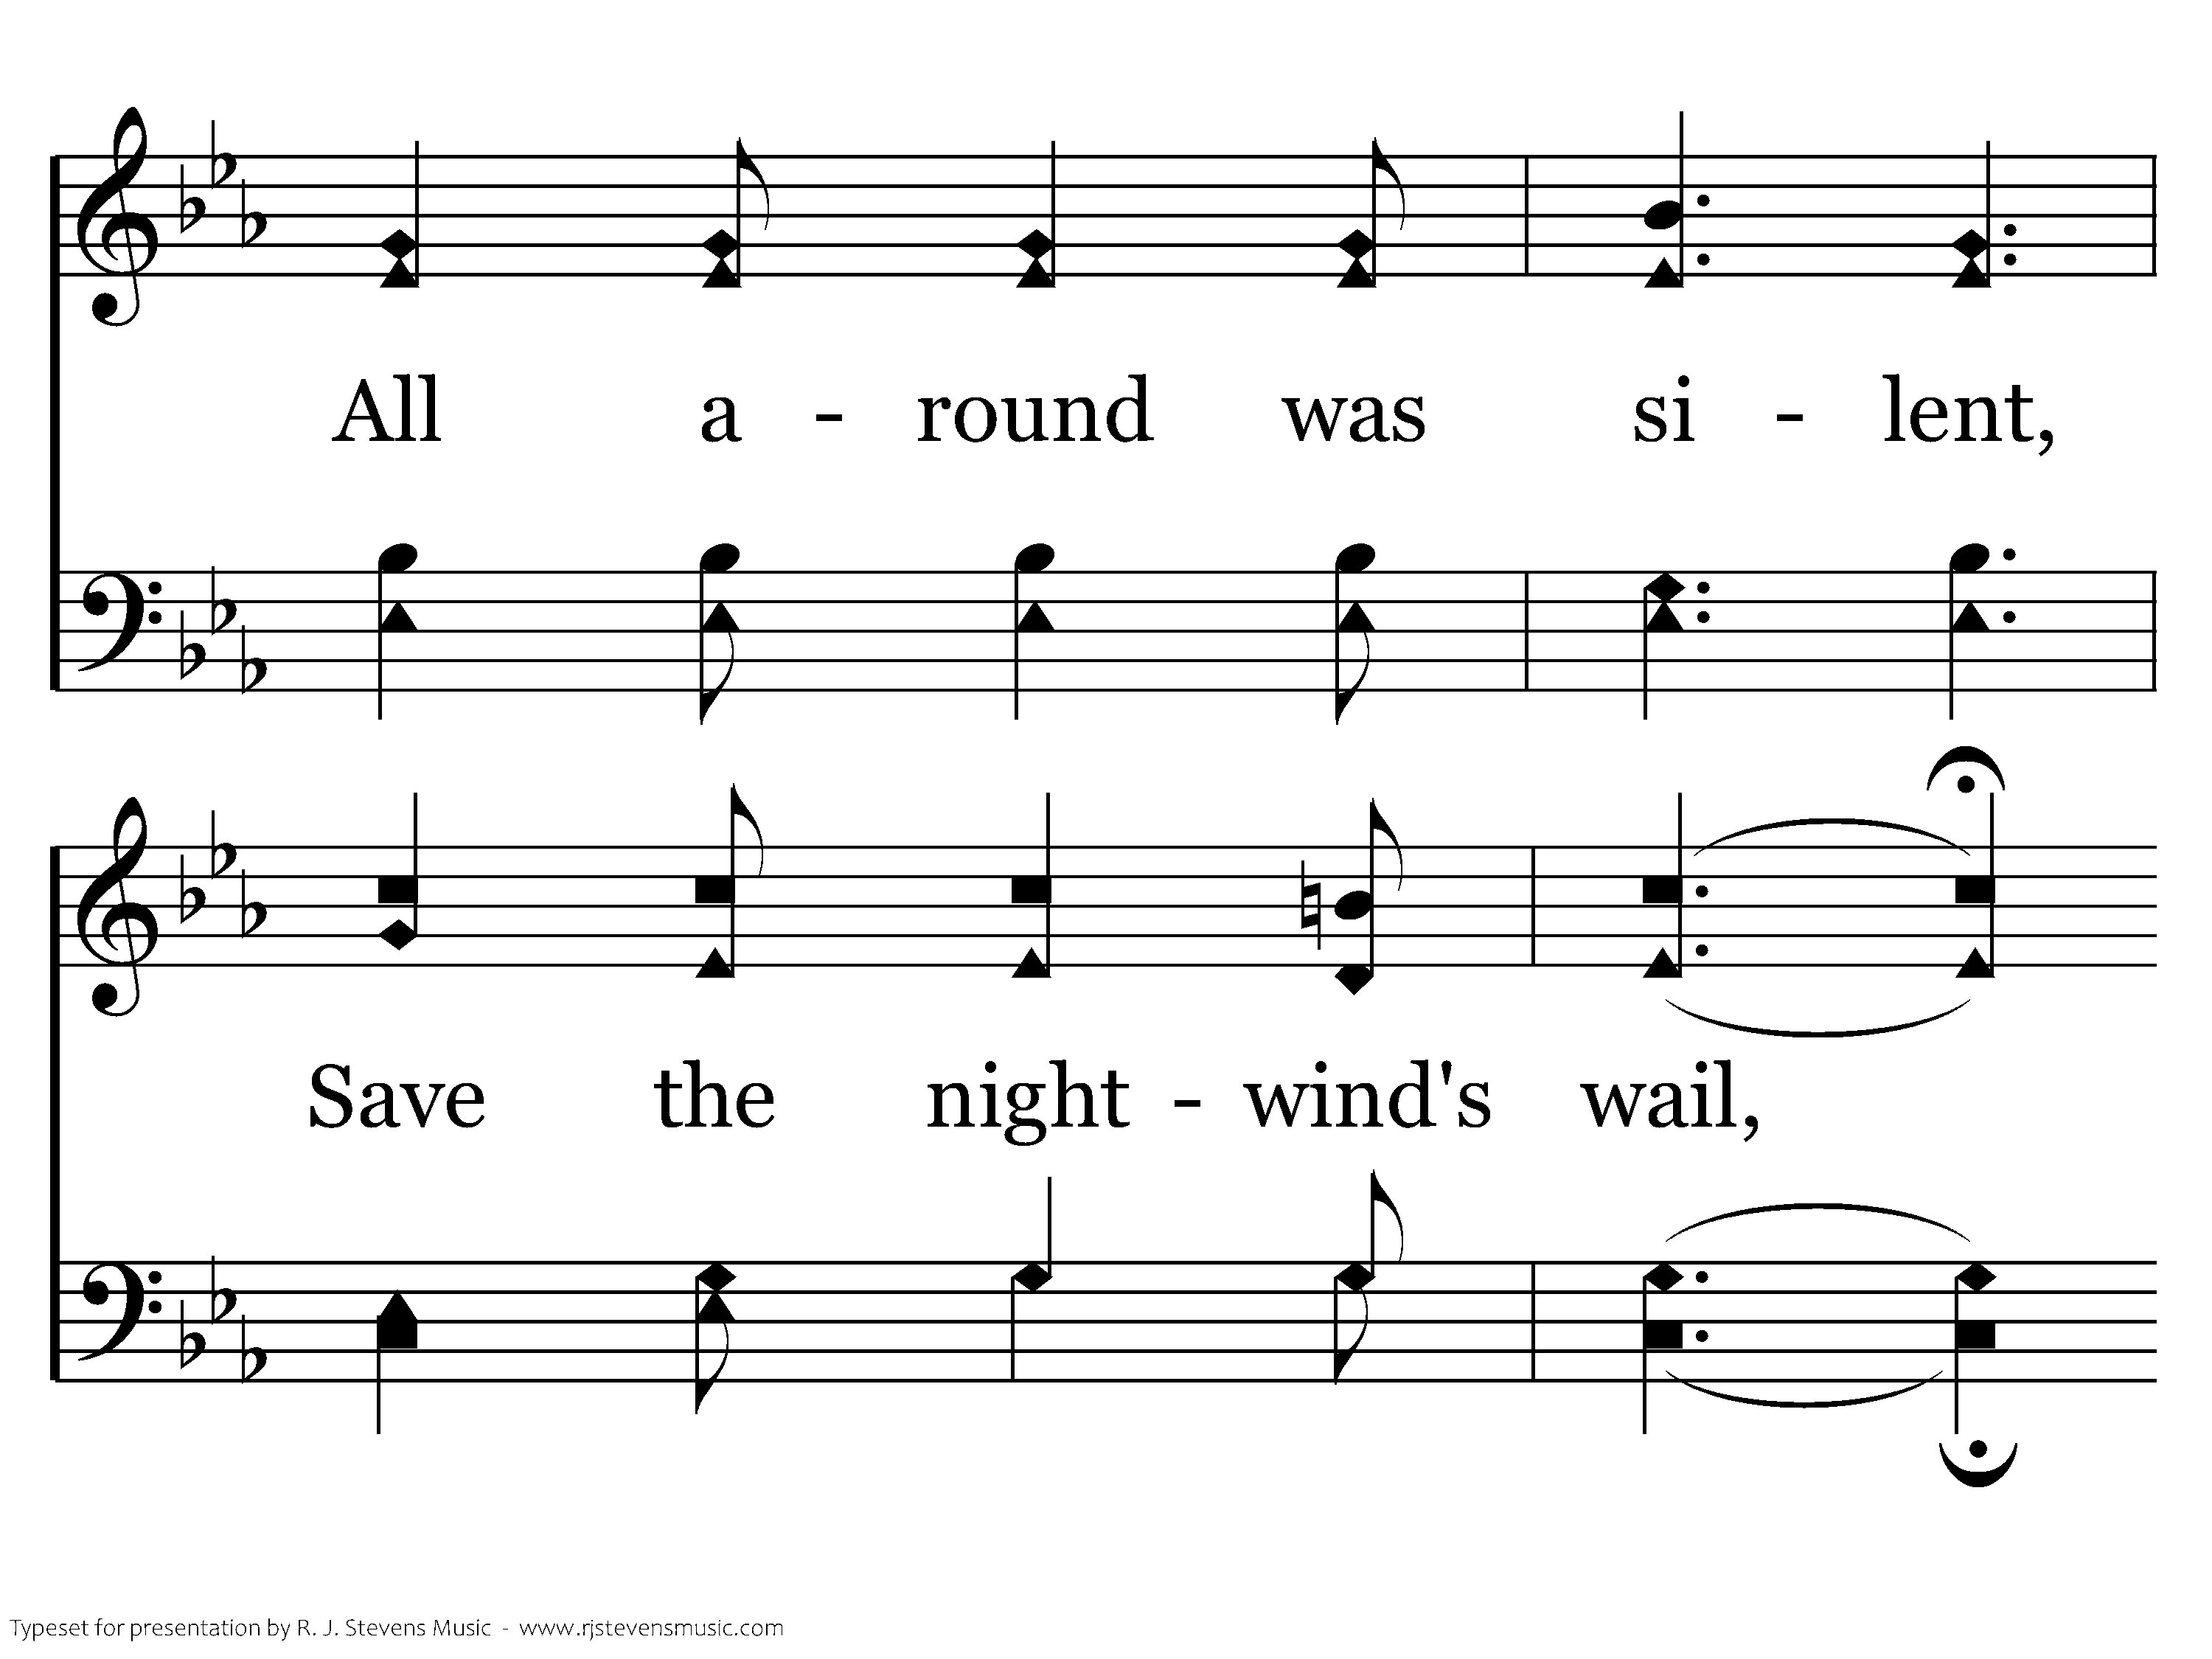 All a - round was si - lent,
Save the night - wind's wail,
Typeset for presentation by R. J. Stevens Music - www.rjstevensmusic.com